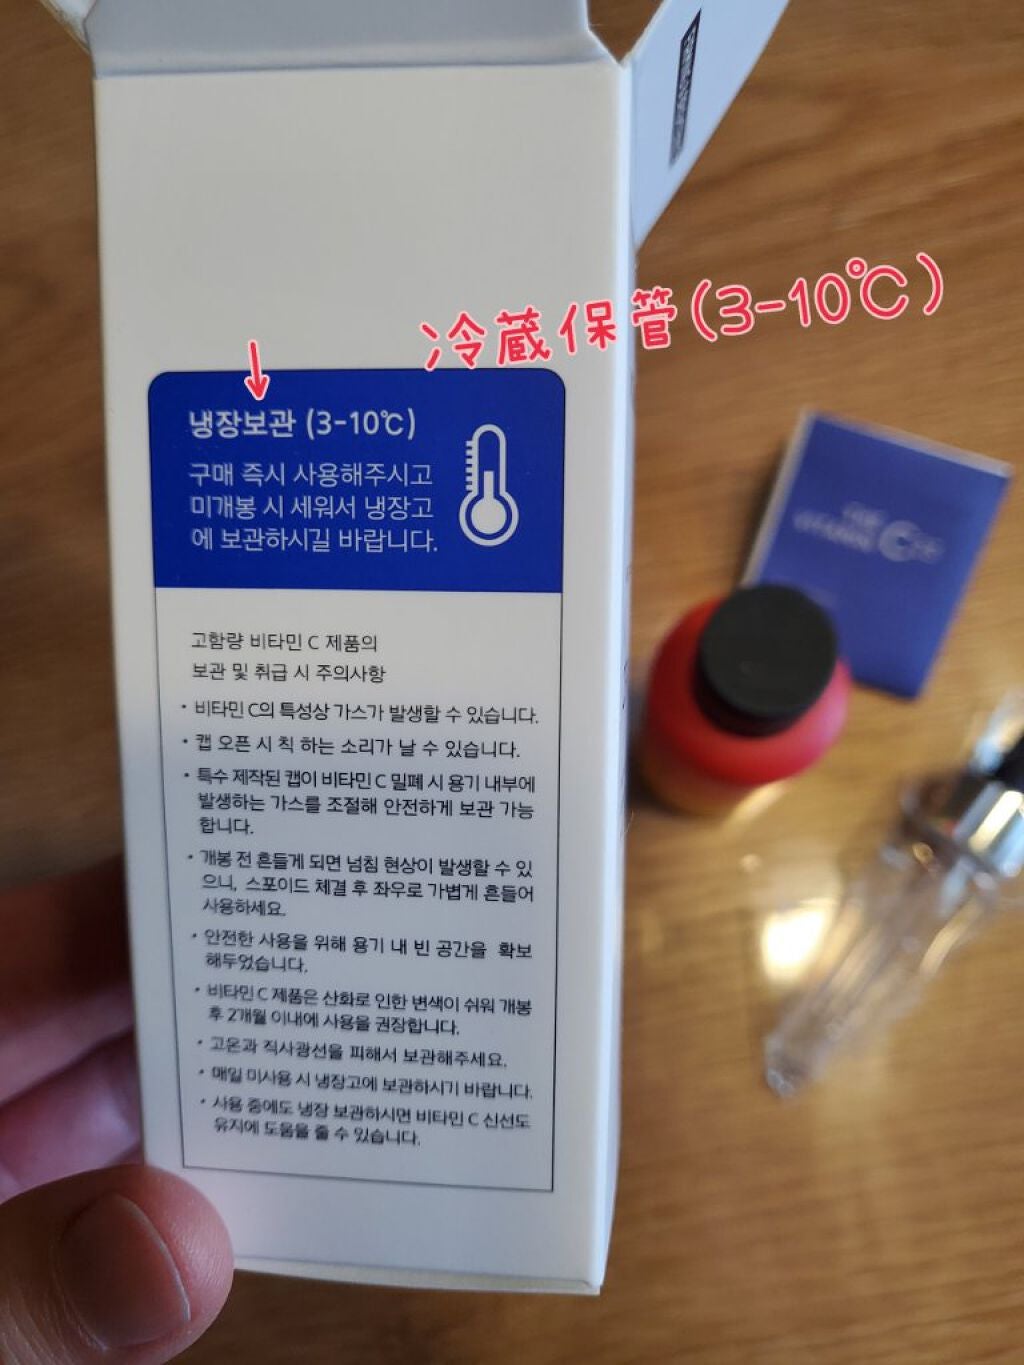 冷蔵保管(3-10℃)
냉장보관 (3-10℃)
구매 즉시 사용해주시고
미개봉 시 세워서 냉장고
에 보관하시길 바랍니다.
고함량 비타민 C 제품의
보관 및 취급 시 주의사항
• 비타민 C의 특성상 가스가 발생할 수 있습니다.
• 캡 오픈 시 칙 하는 소리가 날 수 있습니다.
• 특수 제작된 캡이 비타민 C 밀폐 시 용기 내부에
발생하는 가스를 조절해 안전하게 보관 가능
합니다.
• 개봉 전 흔들게 되면 넘침 현상이 발생할 수 있
으니, 스포이드 체결 후 좌우로 가볍게 흔들어
사용하세요.
• 안전한 사용을 위해 용기 내 빈 공간을 확보
해두었습니다.
• 비타민 C 제품은 산화로 인한 변색이 쉬워 개봉
후 2개월 이내에 사용을 권장합니다.
• 고온과 직사광선을 피해서 보관해주세요.
• 매일 미사용 시 냉장고에 보관하시기 바랍니다.
• 사용 중에도 냉장 보관하시면 비타민 C 신선도
유지에 도움을 줄 수 있습니다.